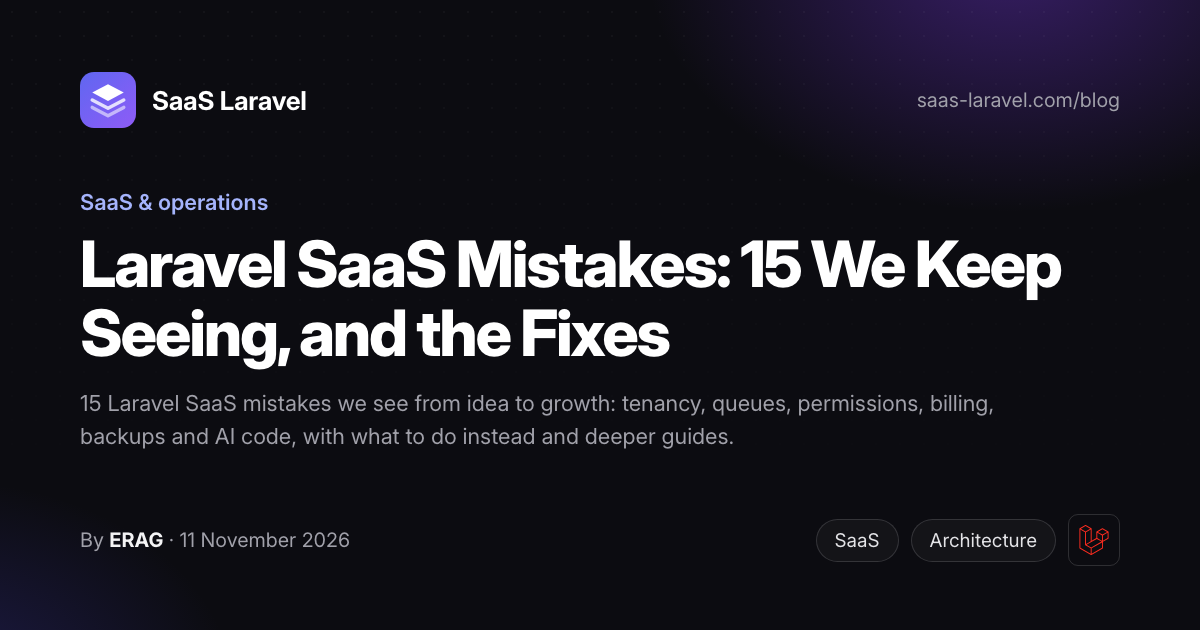 SaaS Laravel
saas-laravel.com/blog
SaaS & operations
Laravel SaaS Mistakes: 15 We Keep
Seeing, and the Fixes
15 Laravel SaaS mistakes we see from idea to growth: tenancy, queues, permissions, billing,
backups and AI code, with what to do instead and deeper guides.
By ERAG · 11 November 2026
SaaS
Architecture